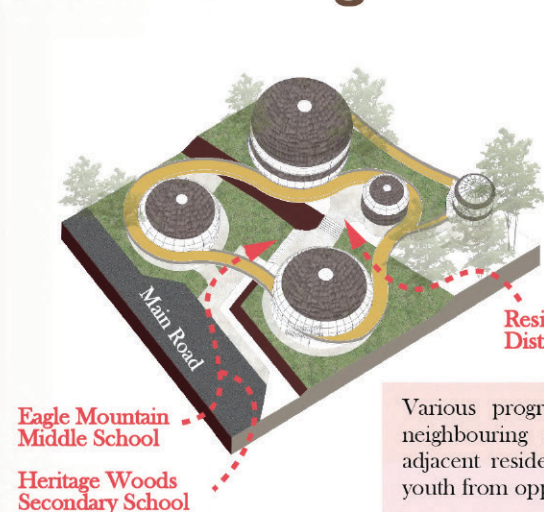 Main Road
Resi
Dist
Eagle Mountain
Middle School
Heritage Woods
Secondary School
Various progr
neighbouring
adjacent reside
youth from opp